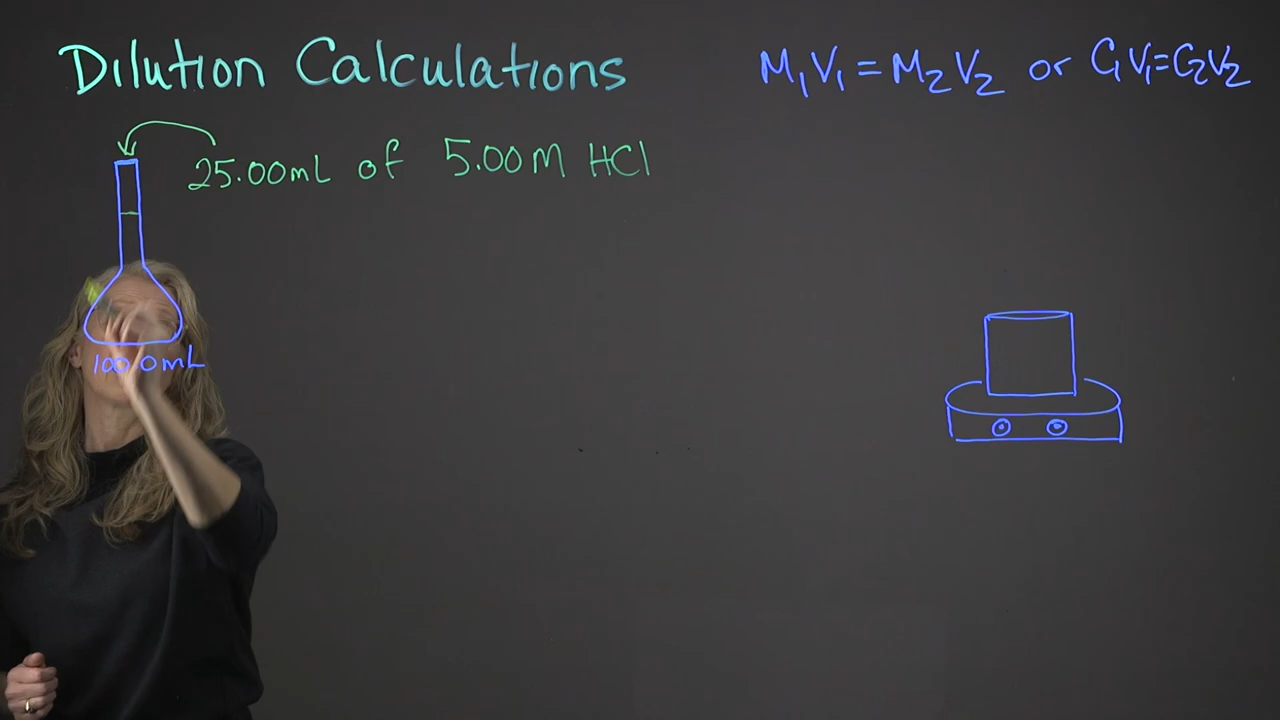 Dilution Calculations
M₁V₁ = M₂V₂ or C₁V₁=C₂V₂
25.00mL of 5.00M HCl
100.0mL